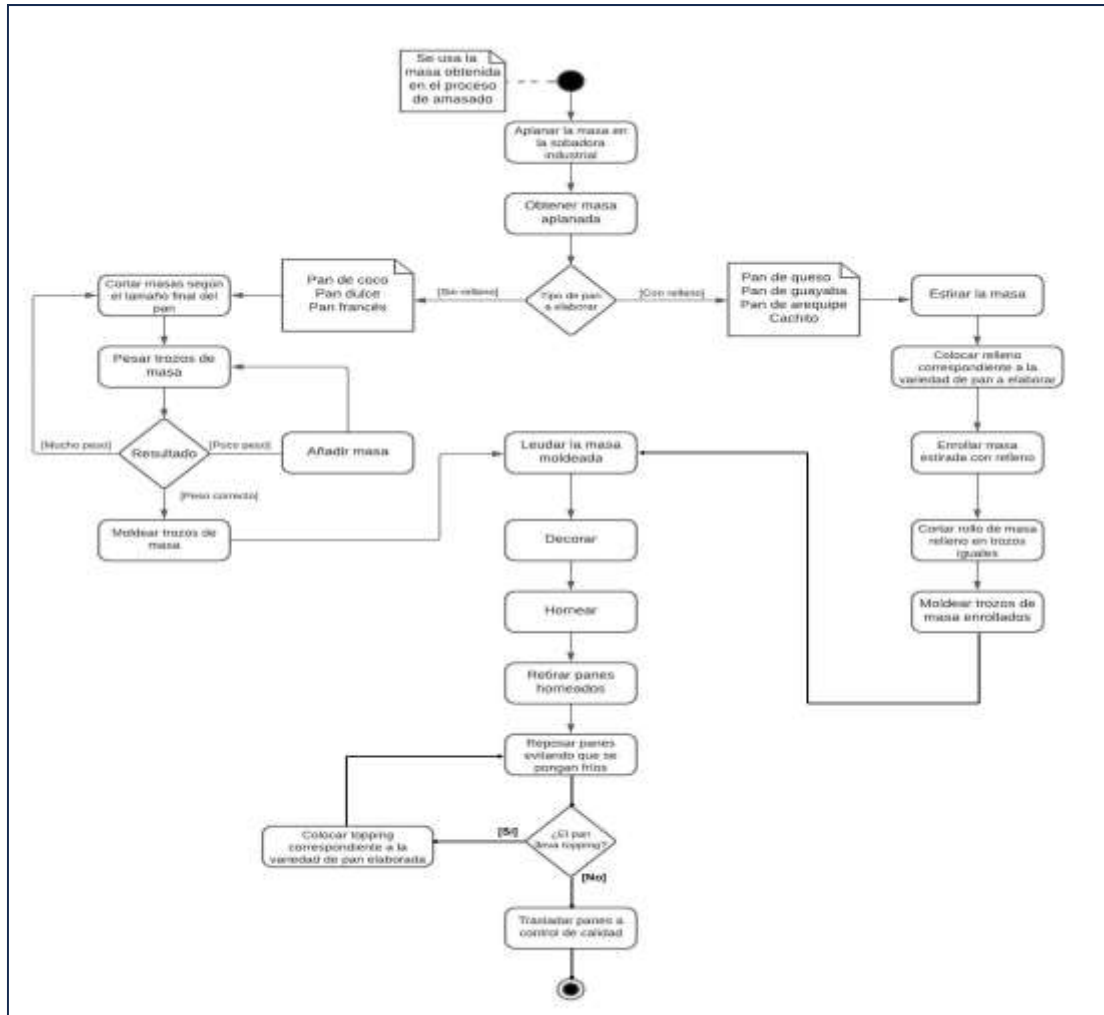 Se usa la
masa obtenida
en el proceso
de amasado
Aplanar la masa en
la sobadora
industrial
Obtener masa
aplanada
Tipo de pan
a elaborar
[Sin relleno]
[Con relleno]
Pan de coco
Pan dulce
Pan francés
Cortar masas según
el tamaño final del
pan
Pesar trozos de
masa
Resultado
[Mucho peso]
[Poco peso]
Añadir masa
[Peso correcto]
Moldear trozos de
masa
Pan de queso
Pan de guayaba
Pan de arequipe
Cachito
Estirar la masa
Colocar relleno
correspondiente a la
variedad de pan a elaborar
Enrollar masa
estirada con relleno
Cortar rollo de masa
relleno en trozos
iguales
Moldear trozos de
masa enrollados
Leudar la masa
moldeada
Decorar
Hornear
Retirar panes
horneados
Reposar panes
evitando que se
pongan fríos
¿El pan
lleva topping?
[Sí]
Colocar topping
correspondiente a la
variedad de pan elaborada
[No]
Trasladar panes a
control de calidad